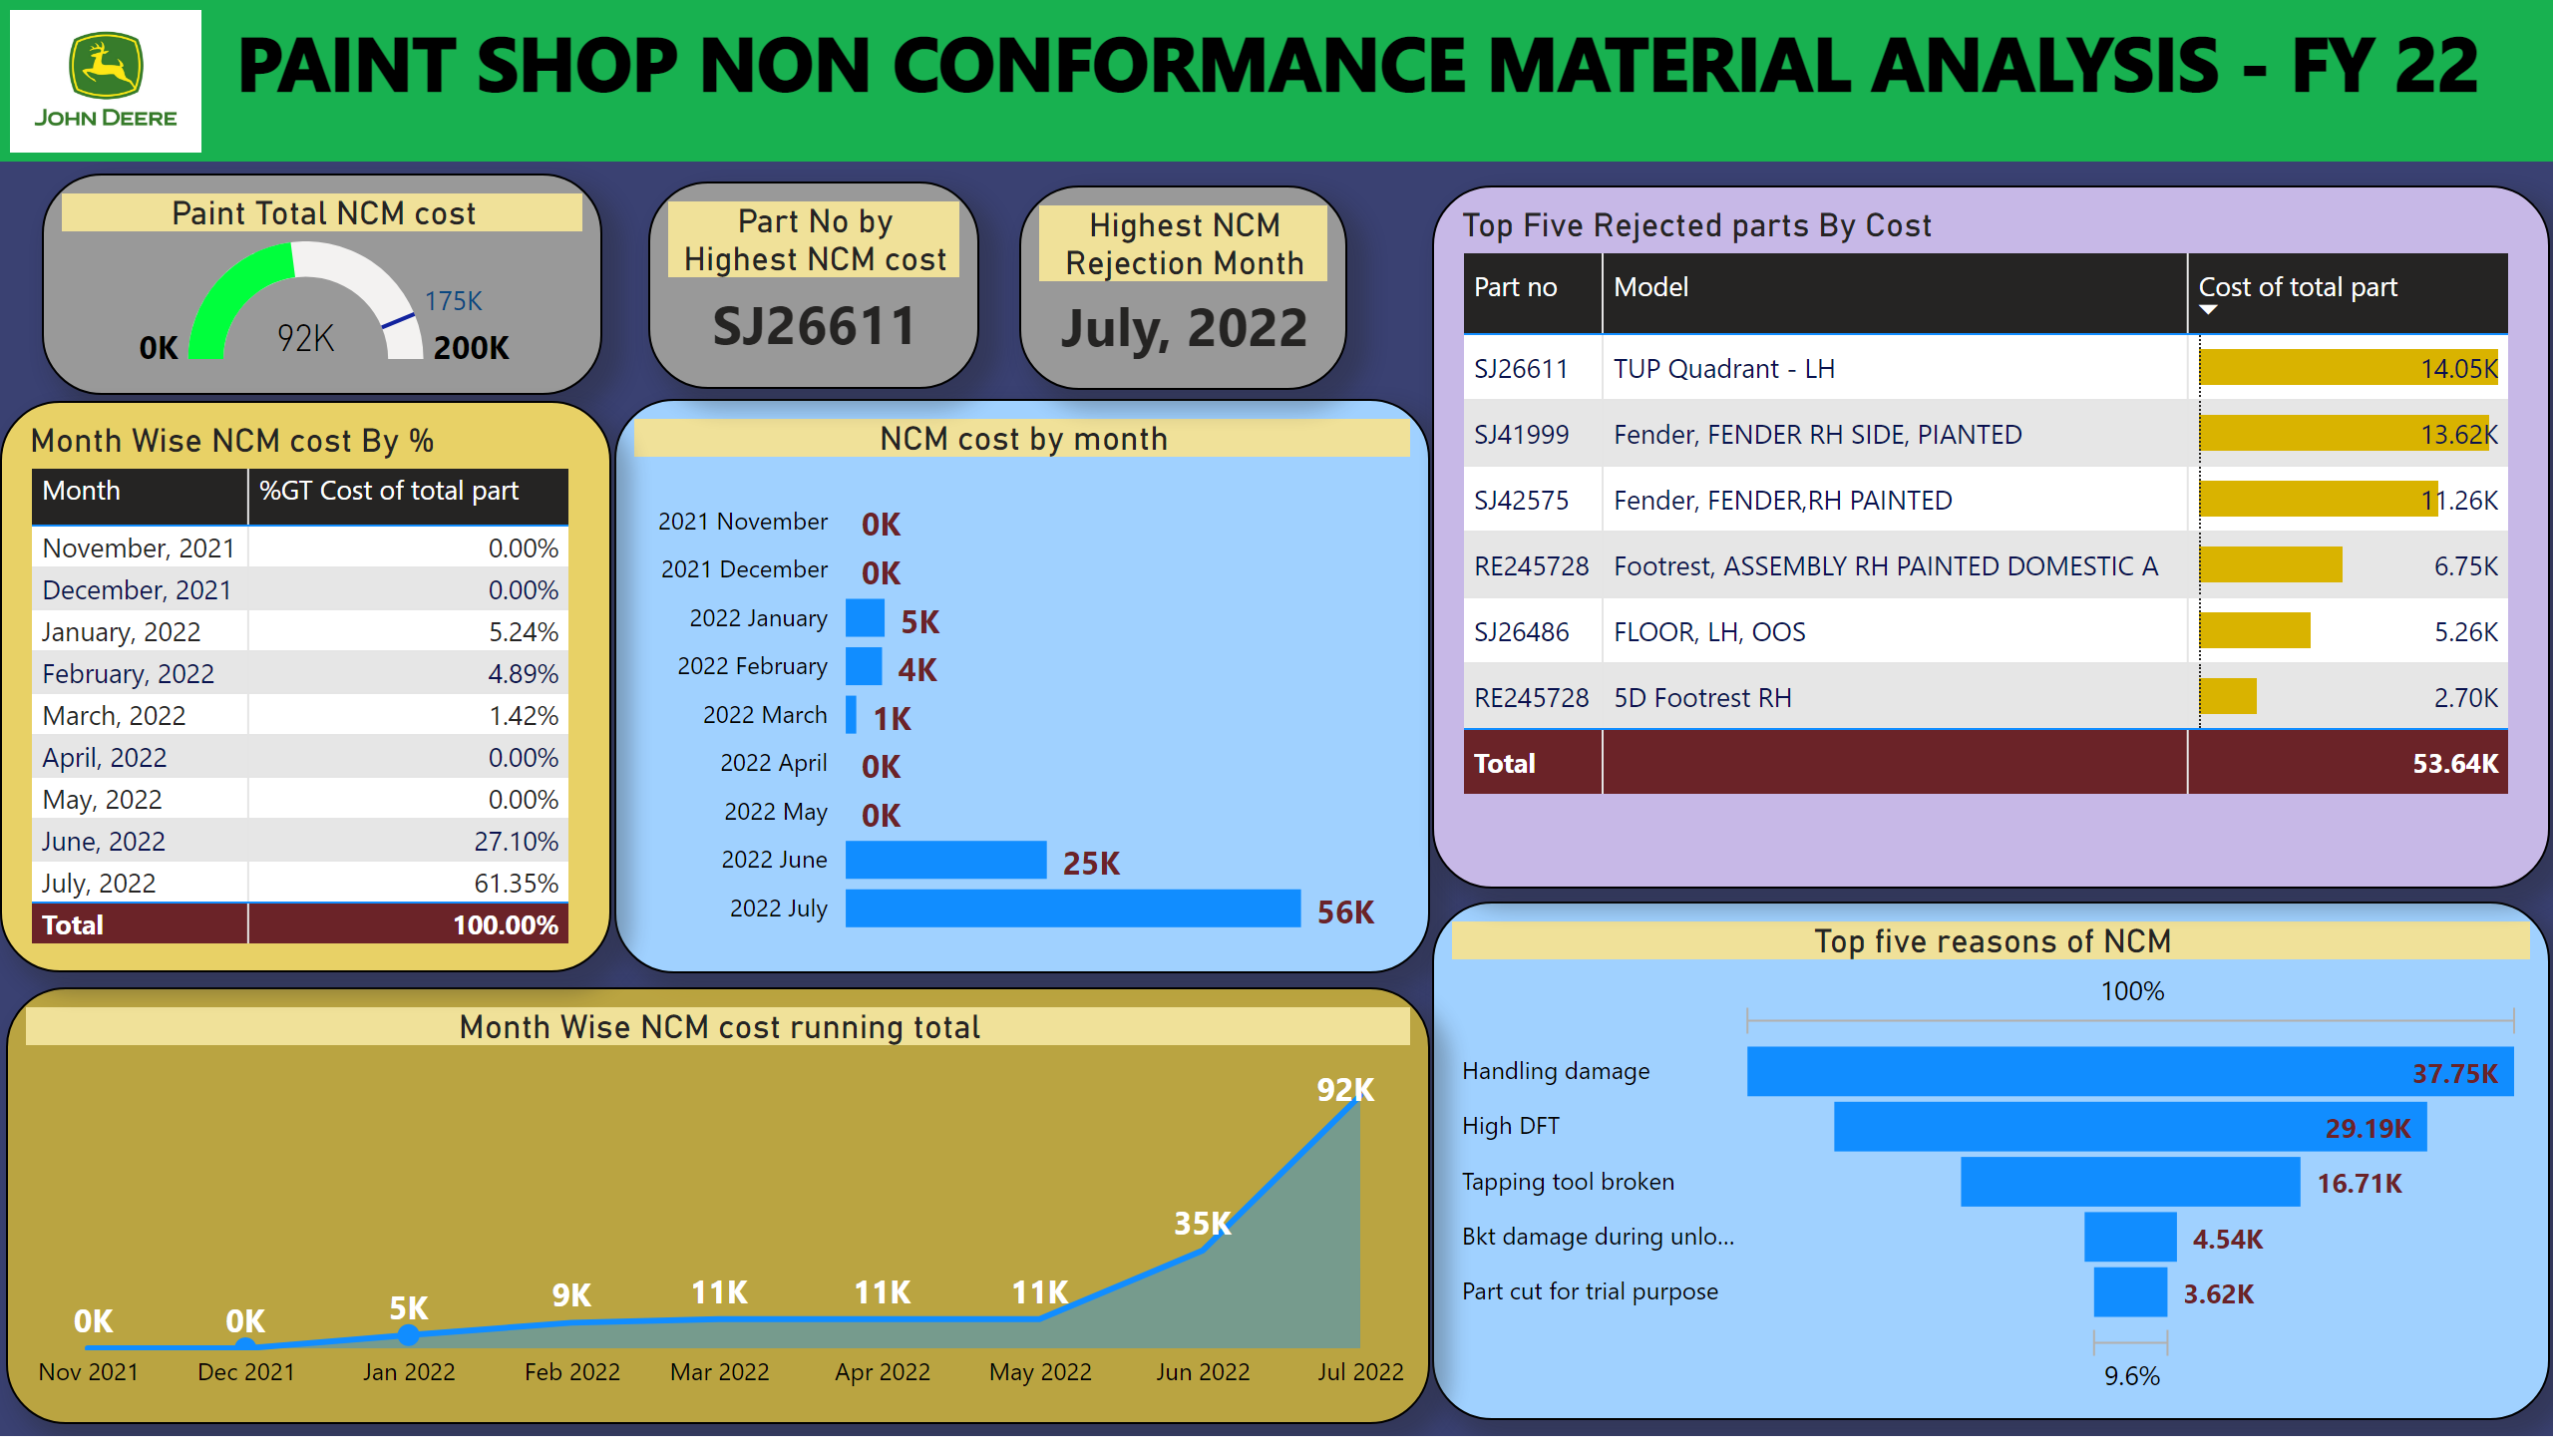 JOHN DEERE
PAINT SHOP NON CONFORMANCE MATERIAL ANALYSIS - FY 22
Paint Total NCM cost
175K
0K
92K
200K
Part No by
Highest NCM cost
SJ26611
Highest NCM
Rejection Month
July, 2022
Top Five Rejected parts By Cost
Part no Model Cost of total part
SJ26611 TUP Quadrant - LH 14.05K
SJ41999 Fender, FENDER RH SIDE, PIANTED 13.62K
SJ42575 Fender, FENDER,RH PAINTED 11.26K
RE245728 Footrest, ASSEMBLY RH PAINTED DOMESTIC A 6.75K
SJ26486 FLOOR, LH, OOS 5.26K
RE245728 5D Footrest RH 2.70K
Total 53.64K
Month Wise NCM cost By %
Month %GT Cost of total part
November, 2021 0.00%
December, 2021 0.00%
January, 2022 5.24%
February, 2022 4.89%
March, 2022 1.42%
April, 2022 0.00%
May, 2022 0.00%
June, 2022 27.10%
July, 2022 61.35%
Total 100.00%
NCM cost by month
2021 November 0K
2021 December 0K
2022 January 5K
2022 February 4K
2022 March 1K
2022 April 0K
2022 May 0K
2022 June 25K
2022 July 56K
Month Wise NCM cost running total
0K 0K 5K 9K 11K 11K 11K 35K 92K
Nov 2021 Dec 2021 Jan 2022 Feb 2022 Mar 2022 Apr 2022 May 2022 Jun 2022 Jul 2022
Top five reasons of NCM
100%
Handling damage 37.75K
High DFT 29.19K
Tapping tool broken 16.71K
Bkt damage during unlo... 4.54K
Part cut for trial purpose 3.62K
9.6%